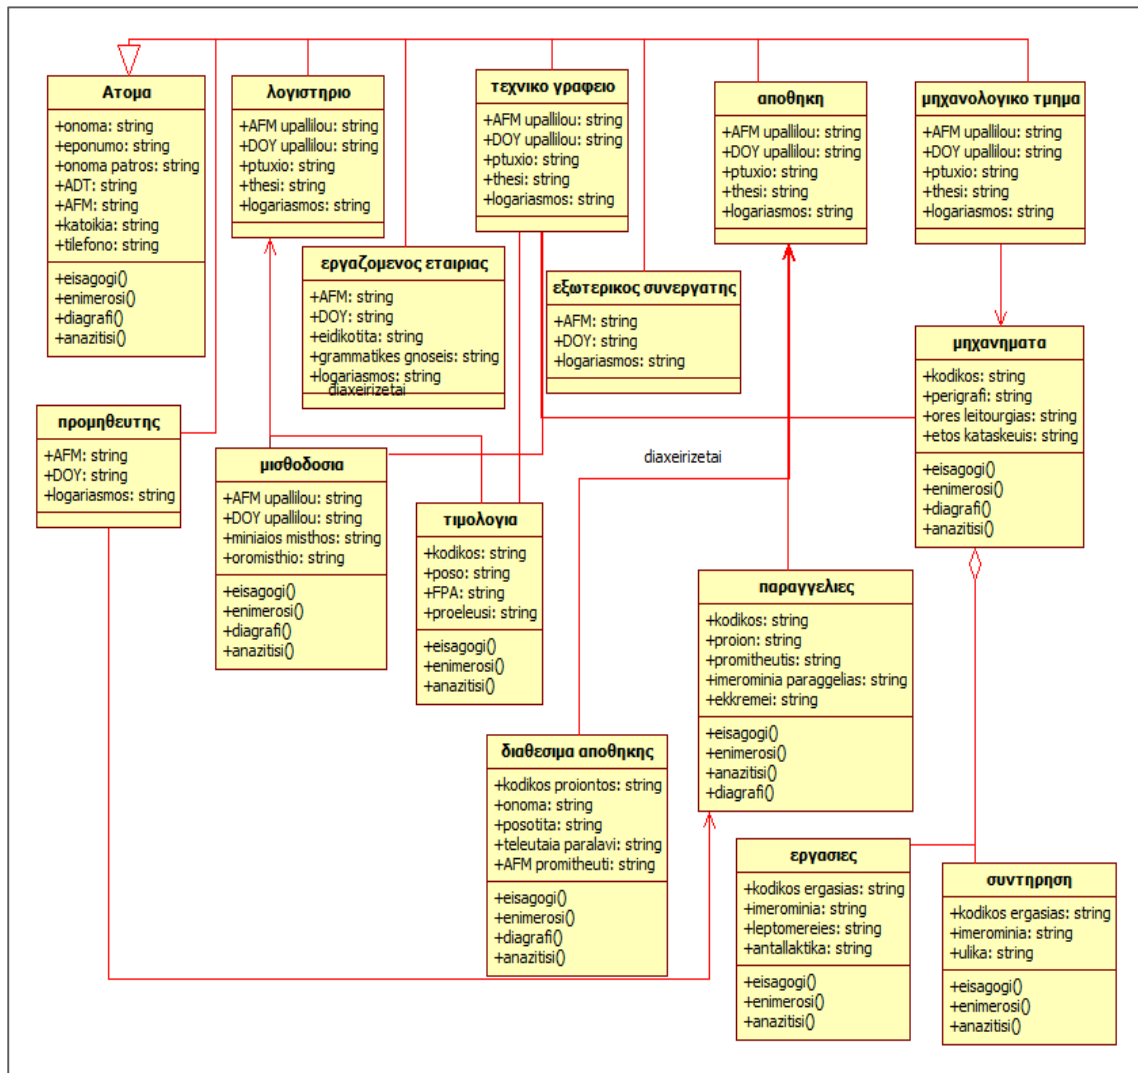 Ατομα
+onoma: string
+eponumo: string
+onoma patros: string
+ADT: string
+AFM: string
+katoikia: string
+tilefono: string
+eisagogi()
+enimerosi()
+diagrafi()
+anazitisi()
λογιστηριο
+AFM upallilou: string
+DOY upallilou: string
+ptuxio: string
+thesi: string
+logariasmos: string
τεχνικο γραφειο
+AFM upallilou: string
+DOY upallilou: string
+ptuxio: string
+thesi: string
+logariasmos: string
αποθηκη
+AFM upallilou: string
+DOY upallilou: string
+ptuxio: string
+thesi: string
+logariasmos: string
μηχανολογικο τμημα
+AFM upallilou: string
+DOY upallilou: string
+ptuxio: string
+thesi: string
+logariasmos: string
εργαζομενος εταιριας
+AFM: string
+DOY: string
+eidikotita: string
+grammatikes gnoseis: string
+logariasmos: string
diaxeirizetai
εξωτερικος συνεργατης
+AFM: string
+DOY: string
+logariasmos: string
μηχανηματα
+kodikos: string
+perigrafi: string
+ores leitourgias: string
+etos kataskeuis: string
+eisagogi()
+enimerosi()
+diagrafi()
+anazitisi()
προμηθευτης
+AFM: string
+DOY: string
+logariasmos: string
μισθοδοσια
+AFM upallilou: string
+DOY upallilou: string
+miniaios misthos: string
+oromisthio: string
+eisagogi()
+enimerosi()
+diagrafi()
+anazitisi()
diaxeirizetai
τιμολογια
+kodikos: string
+poso: string
+FPA: string
+proeleusi: string
+eisagogi()
+enimerosi()
+anazitisi()
παραγγελιες
+kodikos: string
+proion: string
+promitheutis: string
+imerominia paraggelias: string
+ekkremei: string
+eisagogi()
+enimerosi()
+anazitisi()
+diagrafi()
διαθεσιμα αποθηκης
+kodikos proiontos: string
+onoma: string
+posotita: string
+teleutaia paralavi: string
+AFM promitheuti: string
+eisagogi()
+enimerosi()
+diagrafi()
+anazitisi()
εργασιες
+kodikos ergasias: string
+imerominia: string
+leptomereies: string
+antallaktika: string
+eisagogi()
+enimerosi()
+anazitisi()
συντηρηση
+kodikos ergasias: string
+imerominia: string
+ulika: string
+eisagogi()
+enimerosi()
+anazitisi()